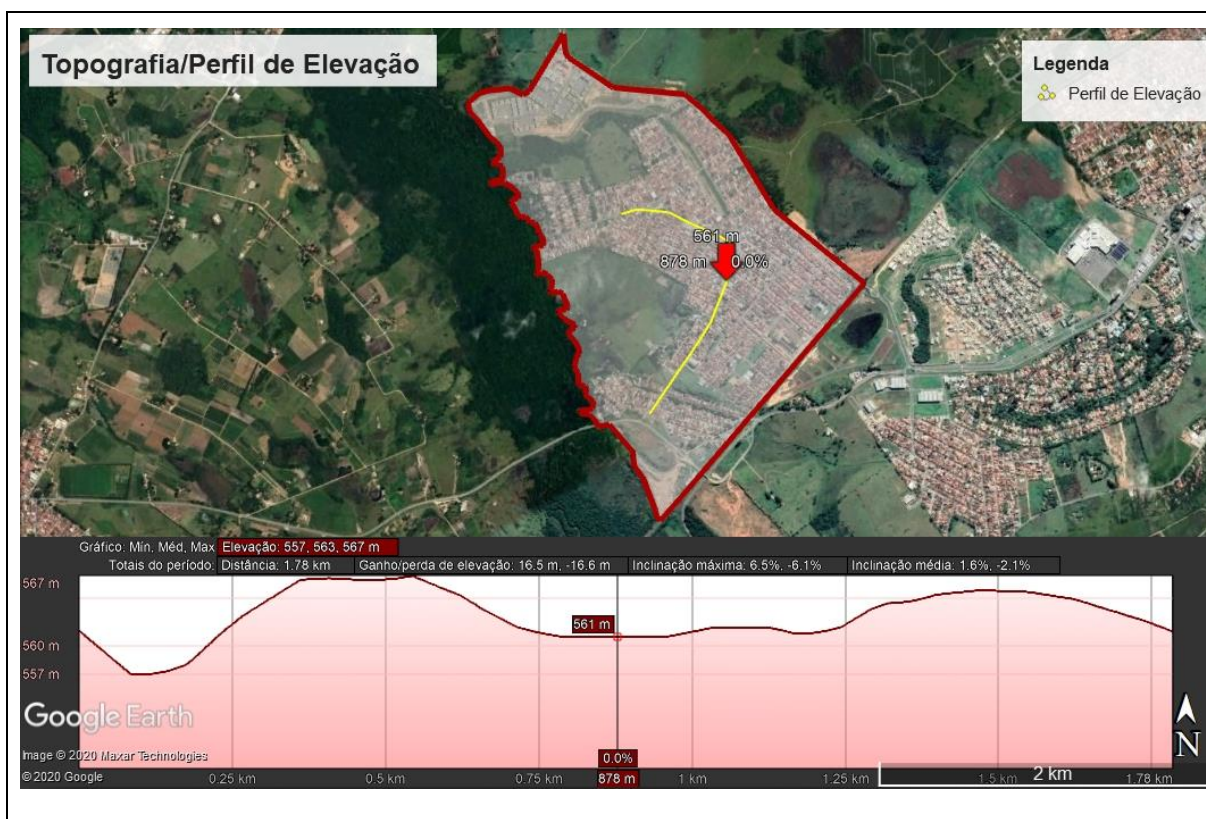 Topografia/Perfil de Elevação
Legenda
Perfil de Elevação
561 m
878 m 0.0%
Gráfico: Mín, Méd, Max Elevação: 557, 563, 567 m
Totais do período: Distância: 1.78 km Ganho/perda de elevação: 16.5 m, -16.6 m Inclinação máxima: 6.5%, -6.1% Inclinação média: 1.6%, -2.1%
567 m
561 m
560 m
557 m
Google Earth
Image © 2020 Maxar Technologies
0.0%
N
© 2020 Google
0.25 km 0.5 km 0.75 km 878 m 1 km 1.25 km 1.5 km 1.78 km
2 km